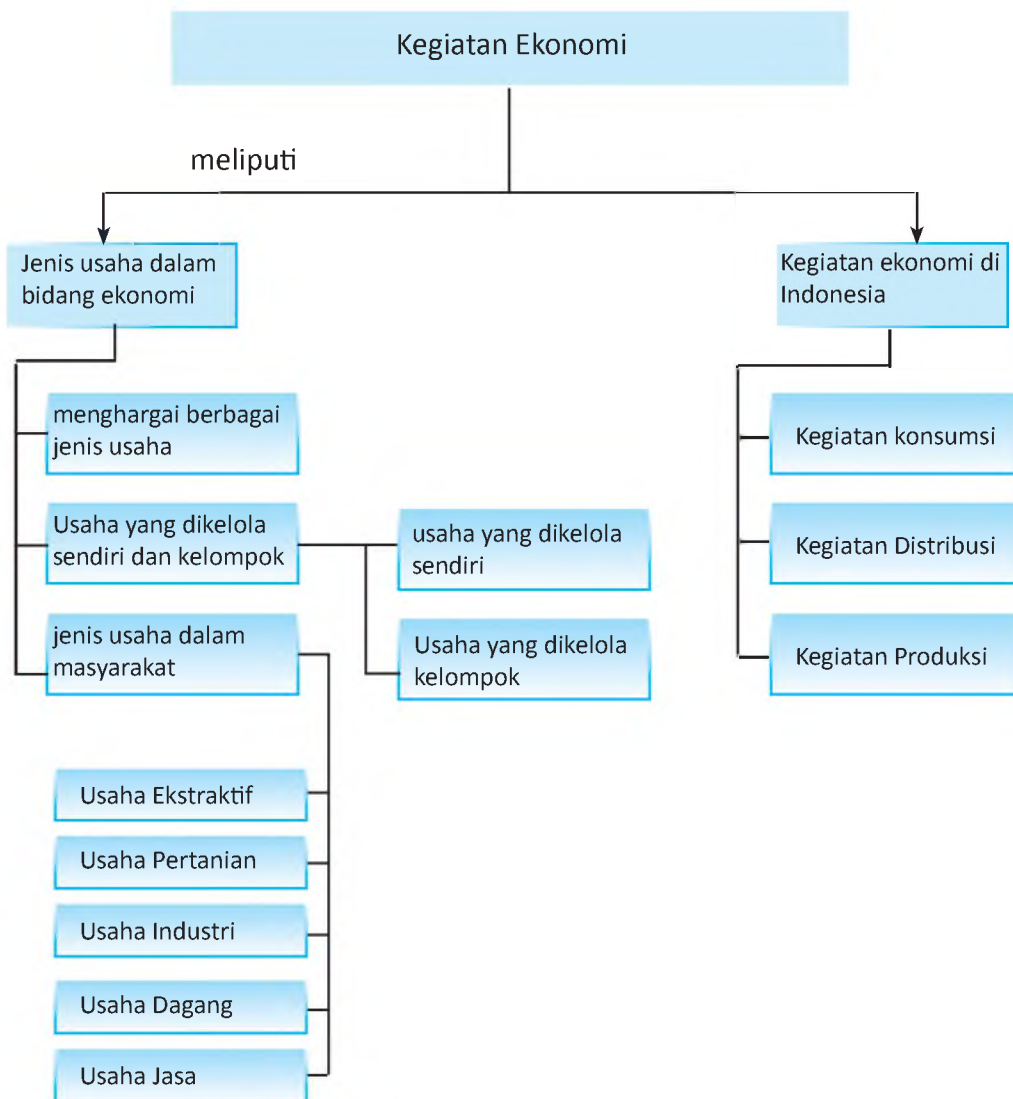 Kegiatan Ekonomi
meliputi
Jenis usaha dalam
bidang ekonomi
menghargai berbagai
jenis usaha
Usaha yang dikelola
sendiri dan kelompok
usaha yang dikelola
sendiri
Usaha yang dikelola
kelompok
jenis usaha dalam
masyarakat
Usaha Ekstraktif
Usaha Pertanian
Usaha Industri
Usaha Dagang
Usaha Jasa
Kegiatan ekonomi di
Indonesia
Kegiatan konsumsi
Kegiatan Distribusi
Kegiatan Produksi